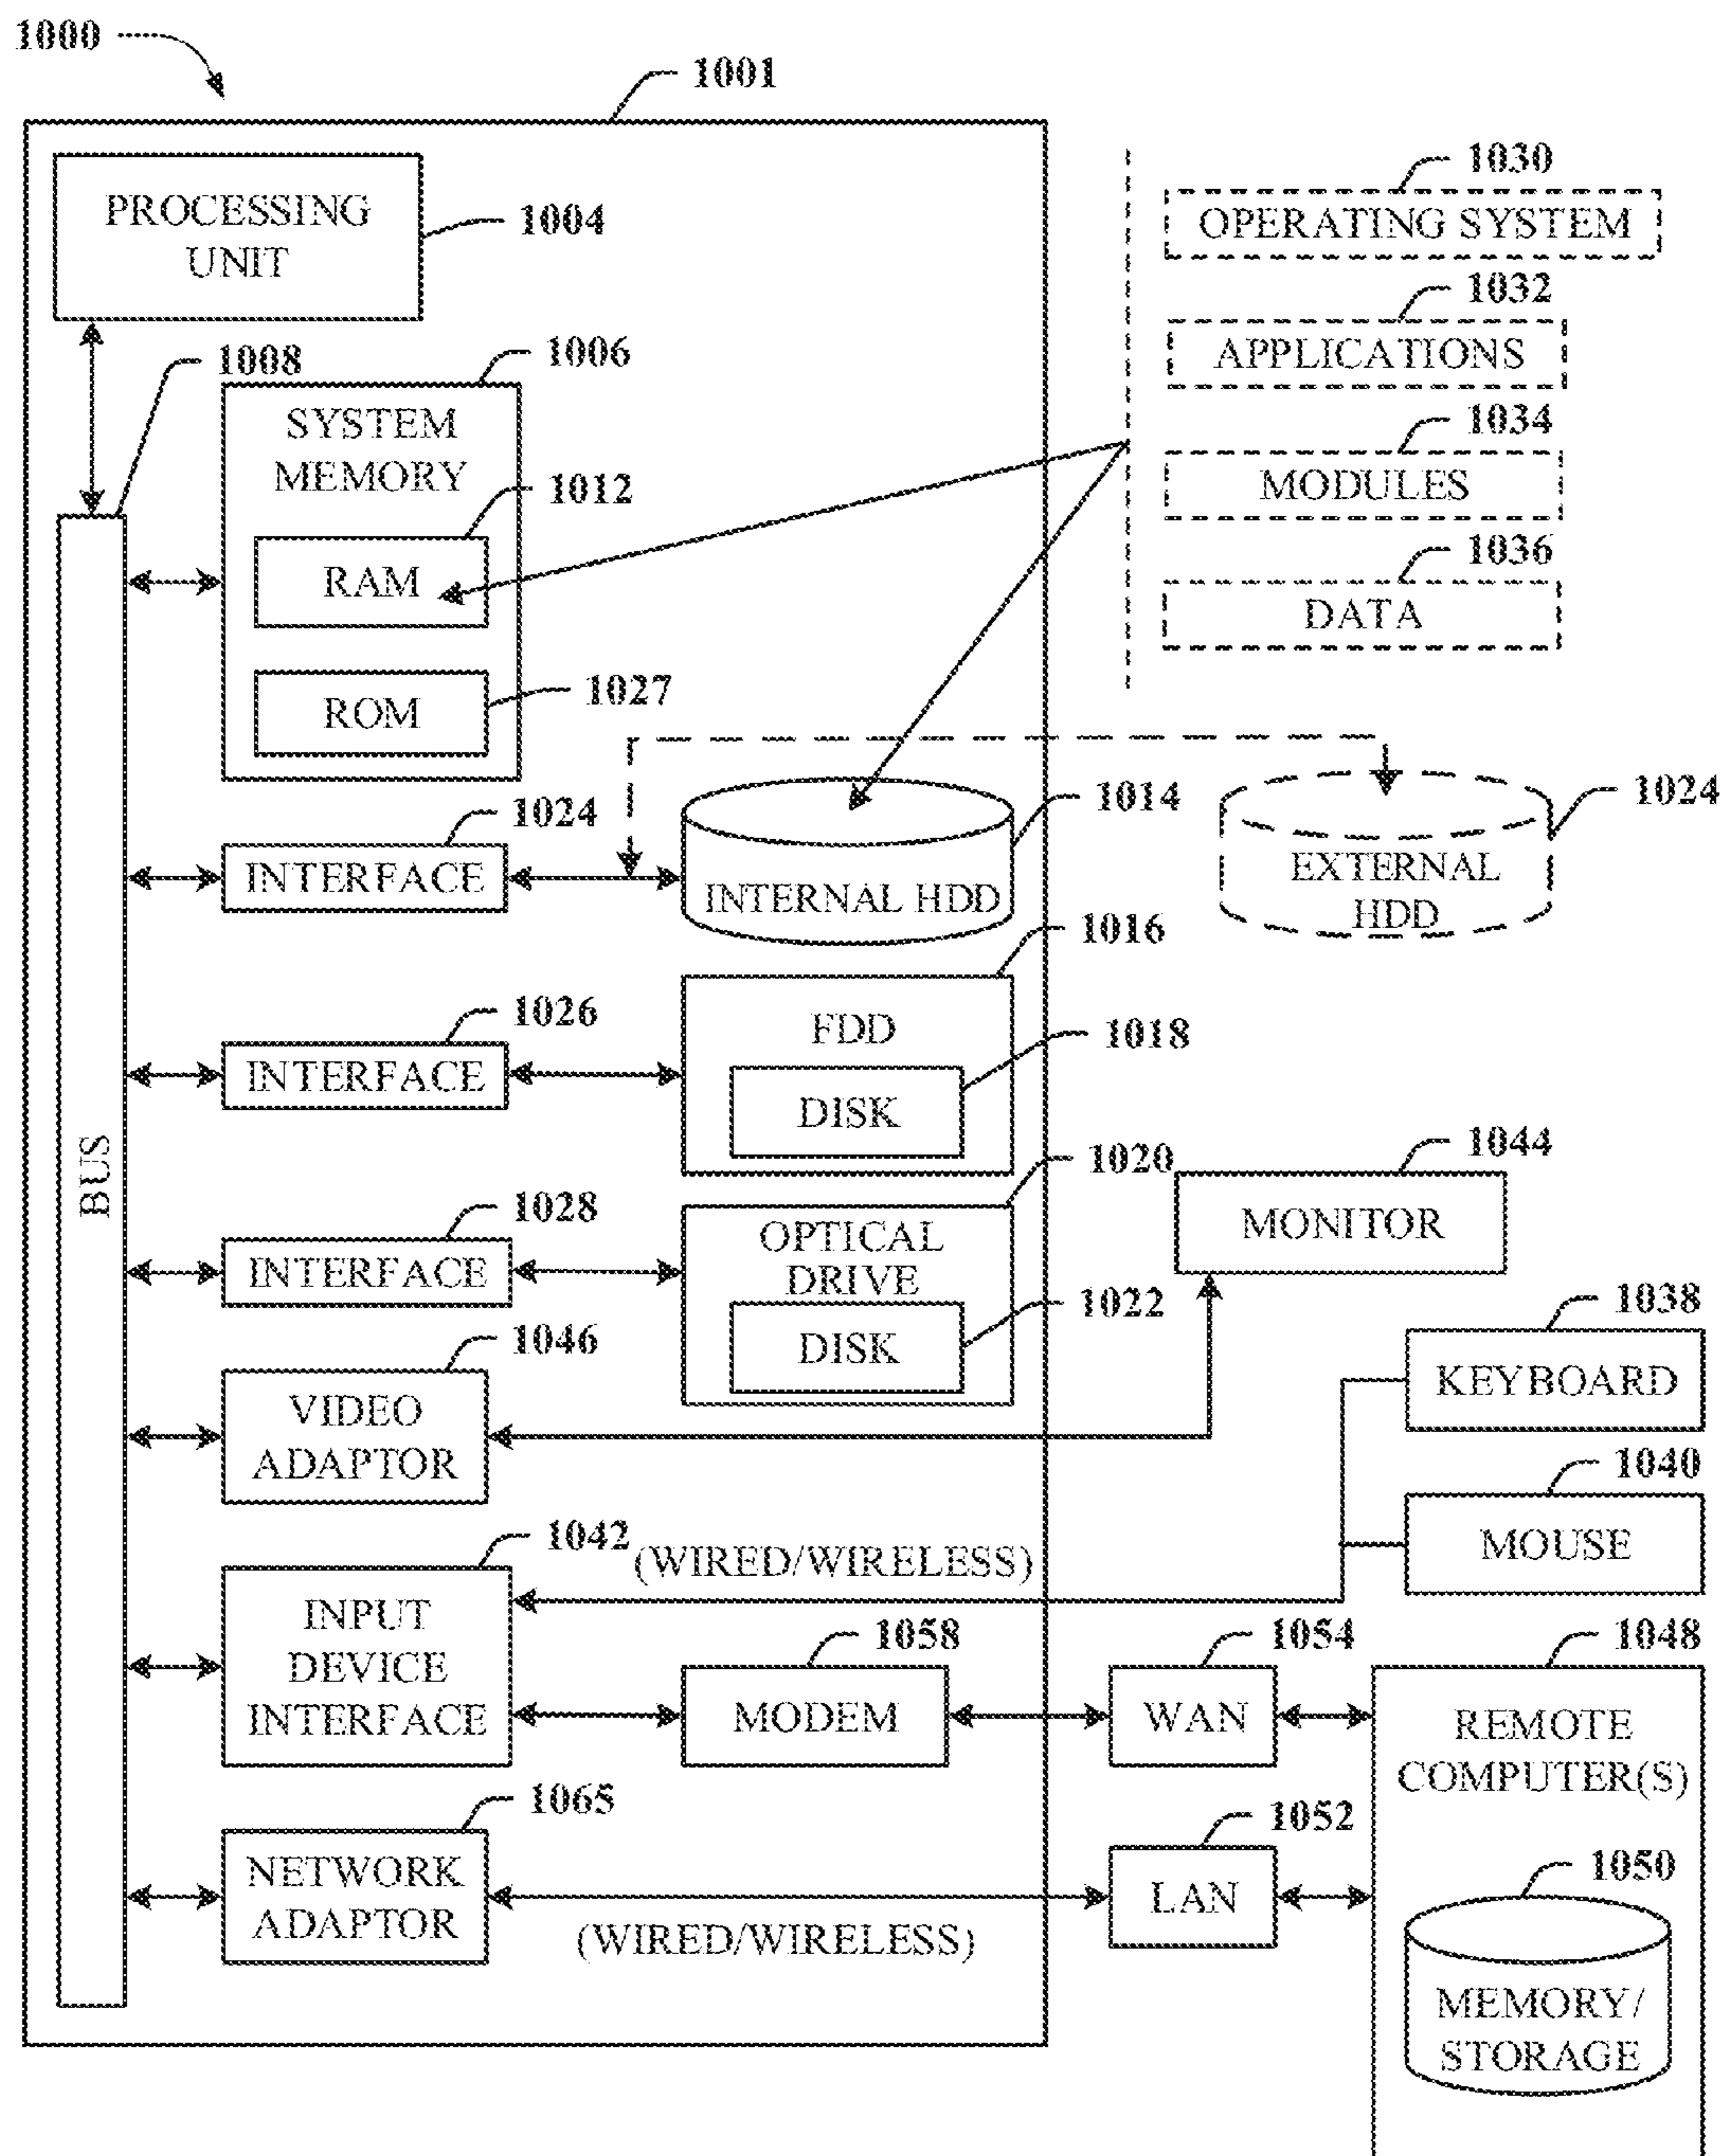 1000
1001
PROCESSING
UNIT
1004
1030
OPERATING SYSTEM
1032
APPLICATIONS
1034
MODULES
1036
DATA
1008
1006
SYSTEM
MEMORY
1012
RAM
1027
ROM
1024
INTERFACE
1014
INTERNAL HDD
1024
EXTERNAL
HDD
1016
FDD
1026
INTERFACE
1018
DISK
BUS
1020
OPTICAL
DRIVE
1028
INTERFACE
1022
DISK
1044
MONITOR
1046
VIDEO
ADAPTOR
1038
KEYBOARD
1040
MOUSE
1042
(WIRED/WIRELESS)
INPUT
DEVICE
INTERFACE
1058
MODEM
1054
WAN
1048
REMOTE
COMPUTER(S)
1065
NETWORK
ADAPTOR
(WIRED/WIRELESS)
1052
LAN
1050
MEMORY/
STORAGE